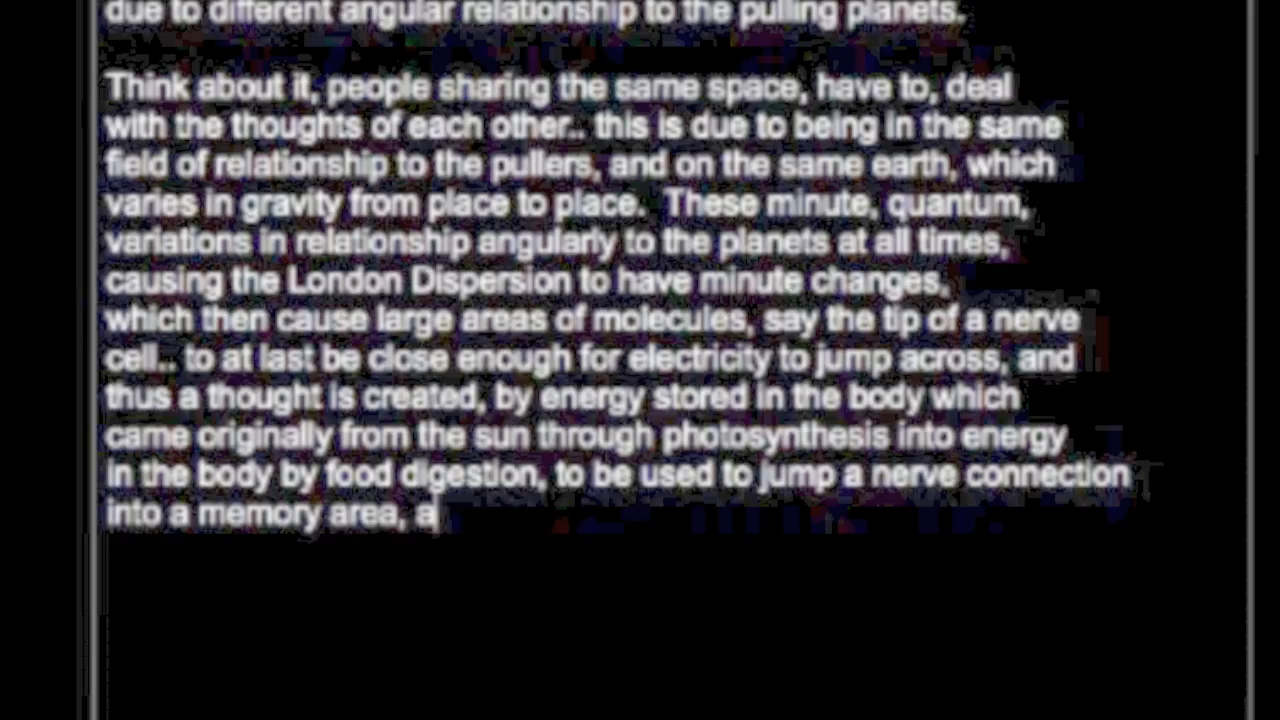 due to different angular relationship to the pulling planets.
Think about it, people sharing the same space, have to, deal
with the thoughts of each other.. this is due to being in the same
field of relationship to the pullers, and on the same earth, which
varies in gravity from place to place.  These minute, quantum,
variations in relationship angularly to the planets at all times,
causing the London Dispersion to have minute changes,
which then cause large areas of molecules, say the tip of a nerve
cell.. to at last be close enough for electricity to jump across, and
thus a thought is created, by energy stored in the body which
came originally from the sun through photosynthesis into energy
in the body by food digestion, to be used to jump a nerve connection
into a memory area, a